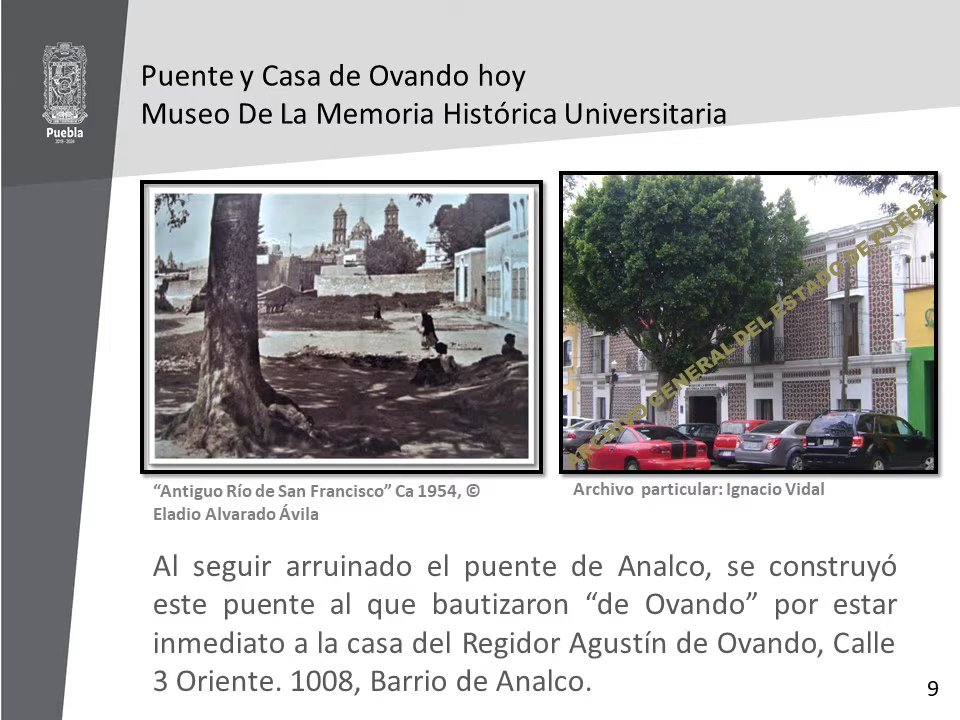 Puebla
2019 - 2024
Puente y Casa de Ovando hoy
Museo De La Memoria Histórica Universitaria
ARCHIVO GENERAL DEL ESTADO DE PUEBLA
“Antiguo Río de San Francisco” Ca 1954, ©
Eladio Alvarado Ávila
Archivo particular: Ignacio Vidal
Al seguir arruinado el puente de Analco, se construyó
este puente al que bautizaron “de Ovando” por estar
inmediato a la casa del Regidor Agustín de Ovando, Calle
3 Oriente. 1008, Barrio de Analco.
9